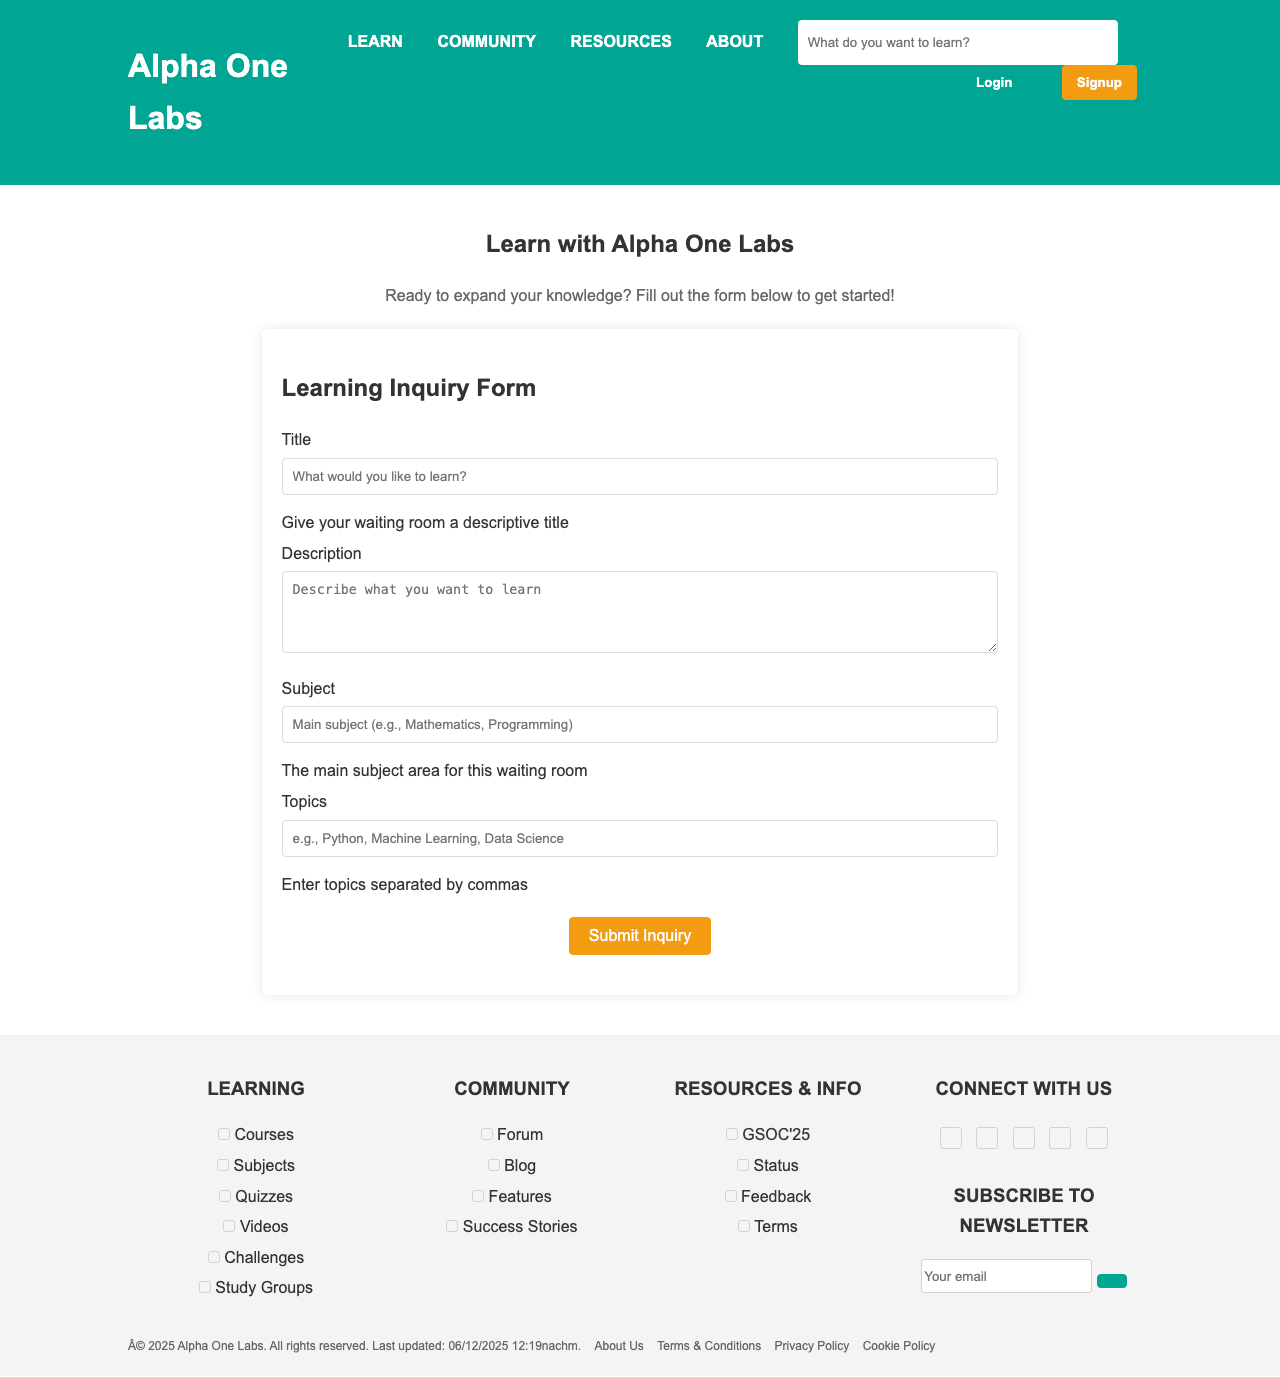 Alpha One
Labs
LEARN COMMUNITY RESOURCES ABOUT
What do you want to learn?
Login Signup
Learn with Alpha One Labs
Ready to expand your knowledge? Fill out the form below to get started!
Learning Inquiry Form
Title
What would you like to learn?
Give your waiting room a descriptive title
Description
Describe what you want to learn
Subject
Main subject (e.g., Mathematics, Programming)
The main subject area for this waiting room
Topics
e.g., Python, Machine Learning, Data Science
Enter topics separated by commas
Submit Inquiry
LEARNING
Courses
Subjects
Quizzes
Videos
Challenges
Study Groups
COMMUNITY
Forum
Blog
Features
Success Stories
RESOURCES & INFO
GSOC'25
Status
Feedback
Terms
CONNECT WITH US
SUBSCRIBE TO
NEWSLETTER
Your email
Â© 2025 Alpha One Labs. All rights reserved. Last updated: 06/12/2025 12:19nachm. About Us Terms & Conditions Privacy Policy Cookie Policy